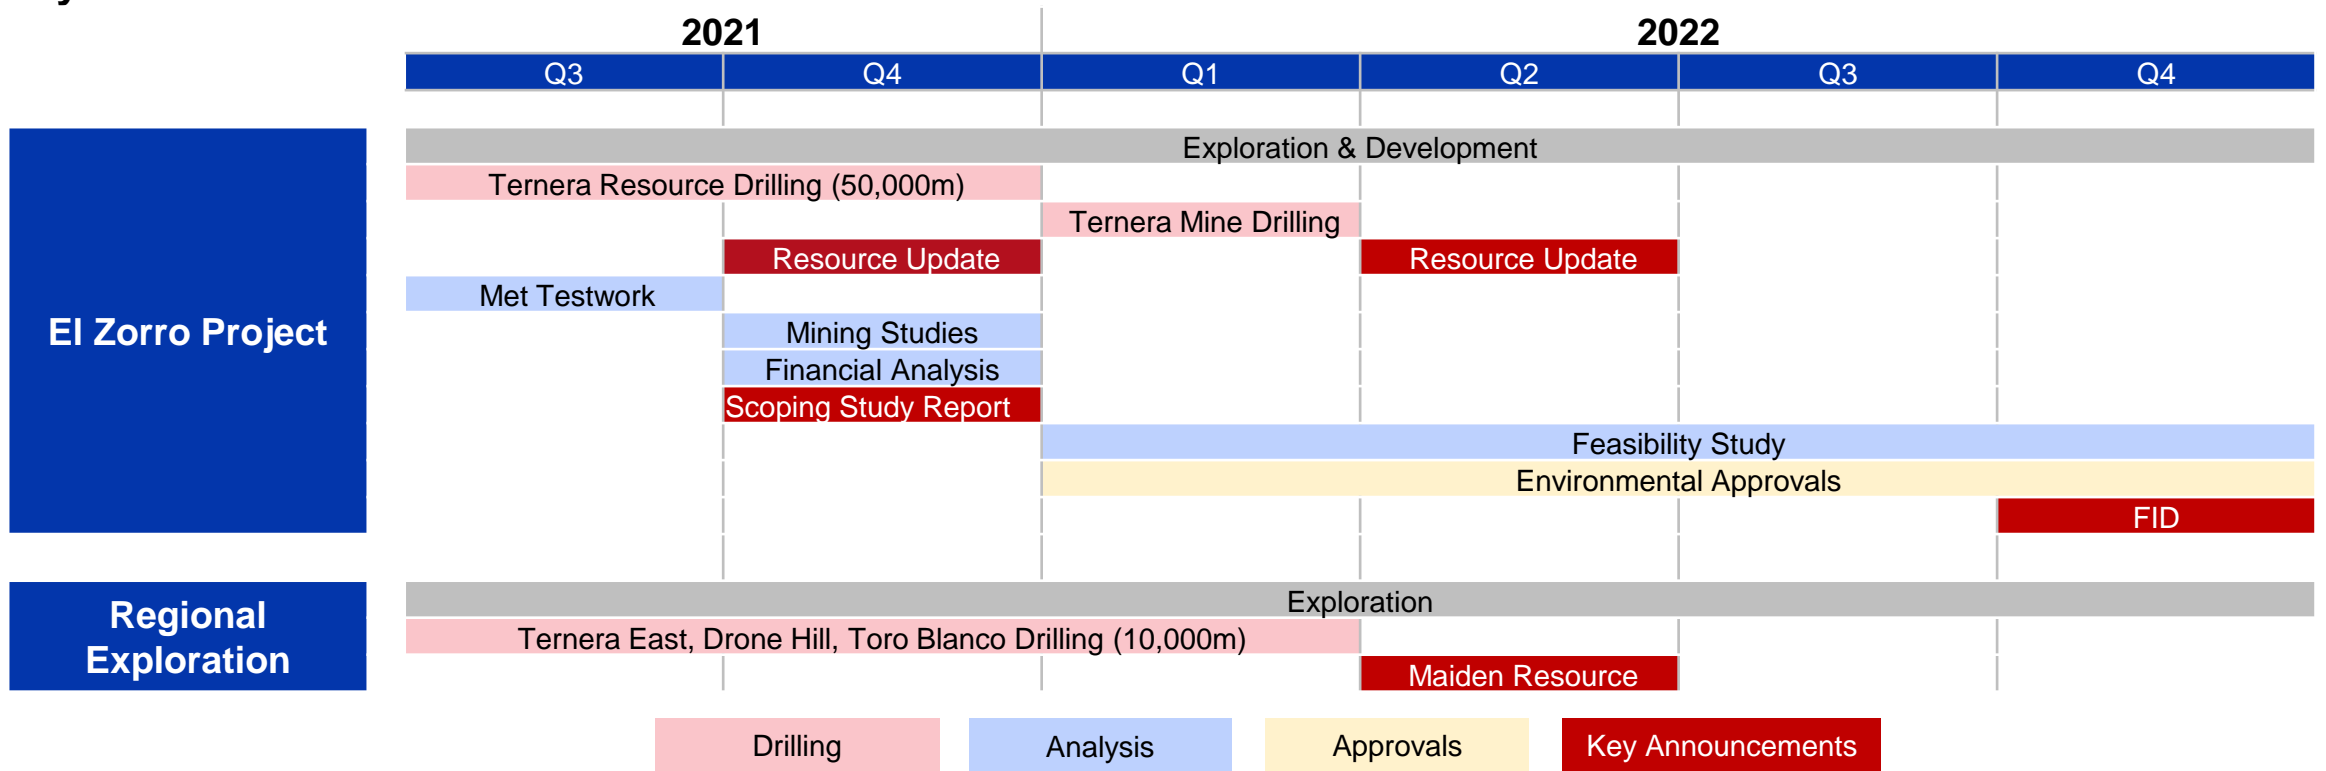 2021
2022
Q3
Q4
Q1
Q2
Q3
Q4
El Zorro Project
Exploration & Development
Ternera Resource Drilling (50,000m)
Ternera Mine Drilling
Resource Update
Resource Update
Met Testwork
Mining Studies
Financial Analysis
Scoping Study Report
Feasibility Study
Environmental Approvals
FID
Regional
Exploration
Exploration
Ternera East, Drone Hill, Toro Blanco Drilling (10,000m)
Maiden Resource
Drilling
Analysis
Approvals
Key Announcements